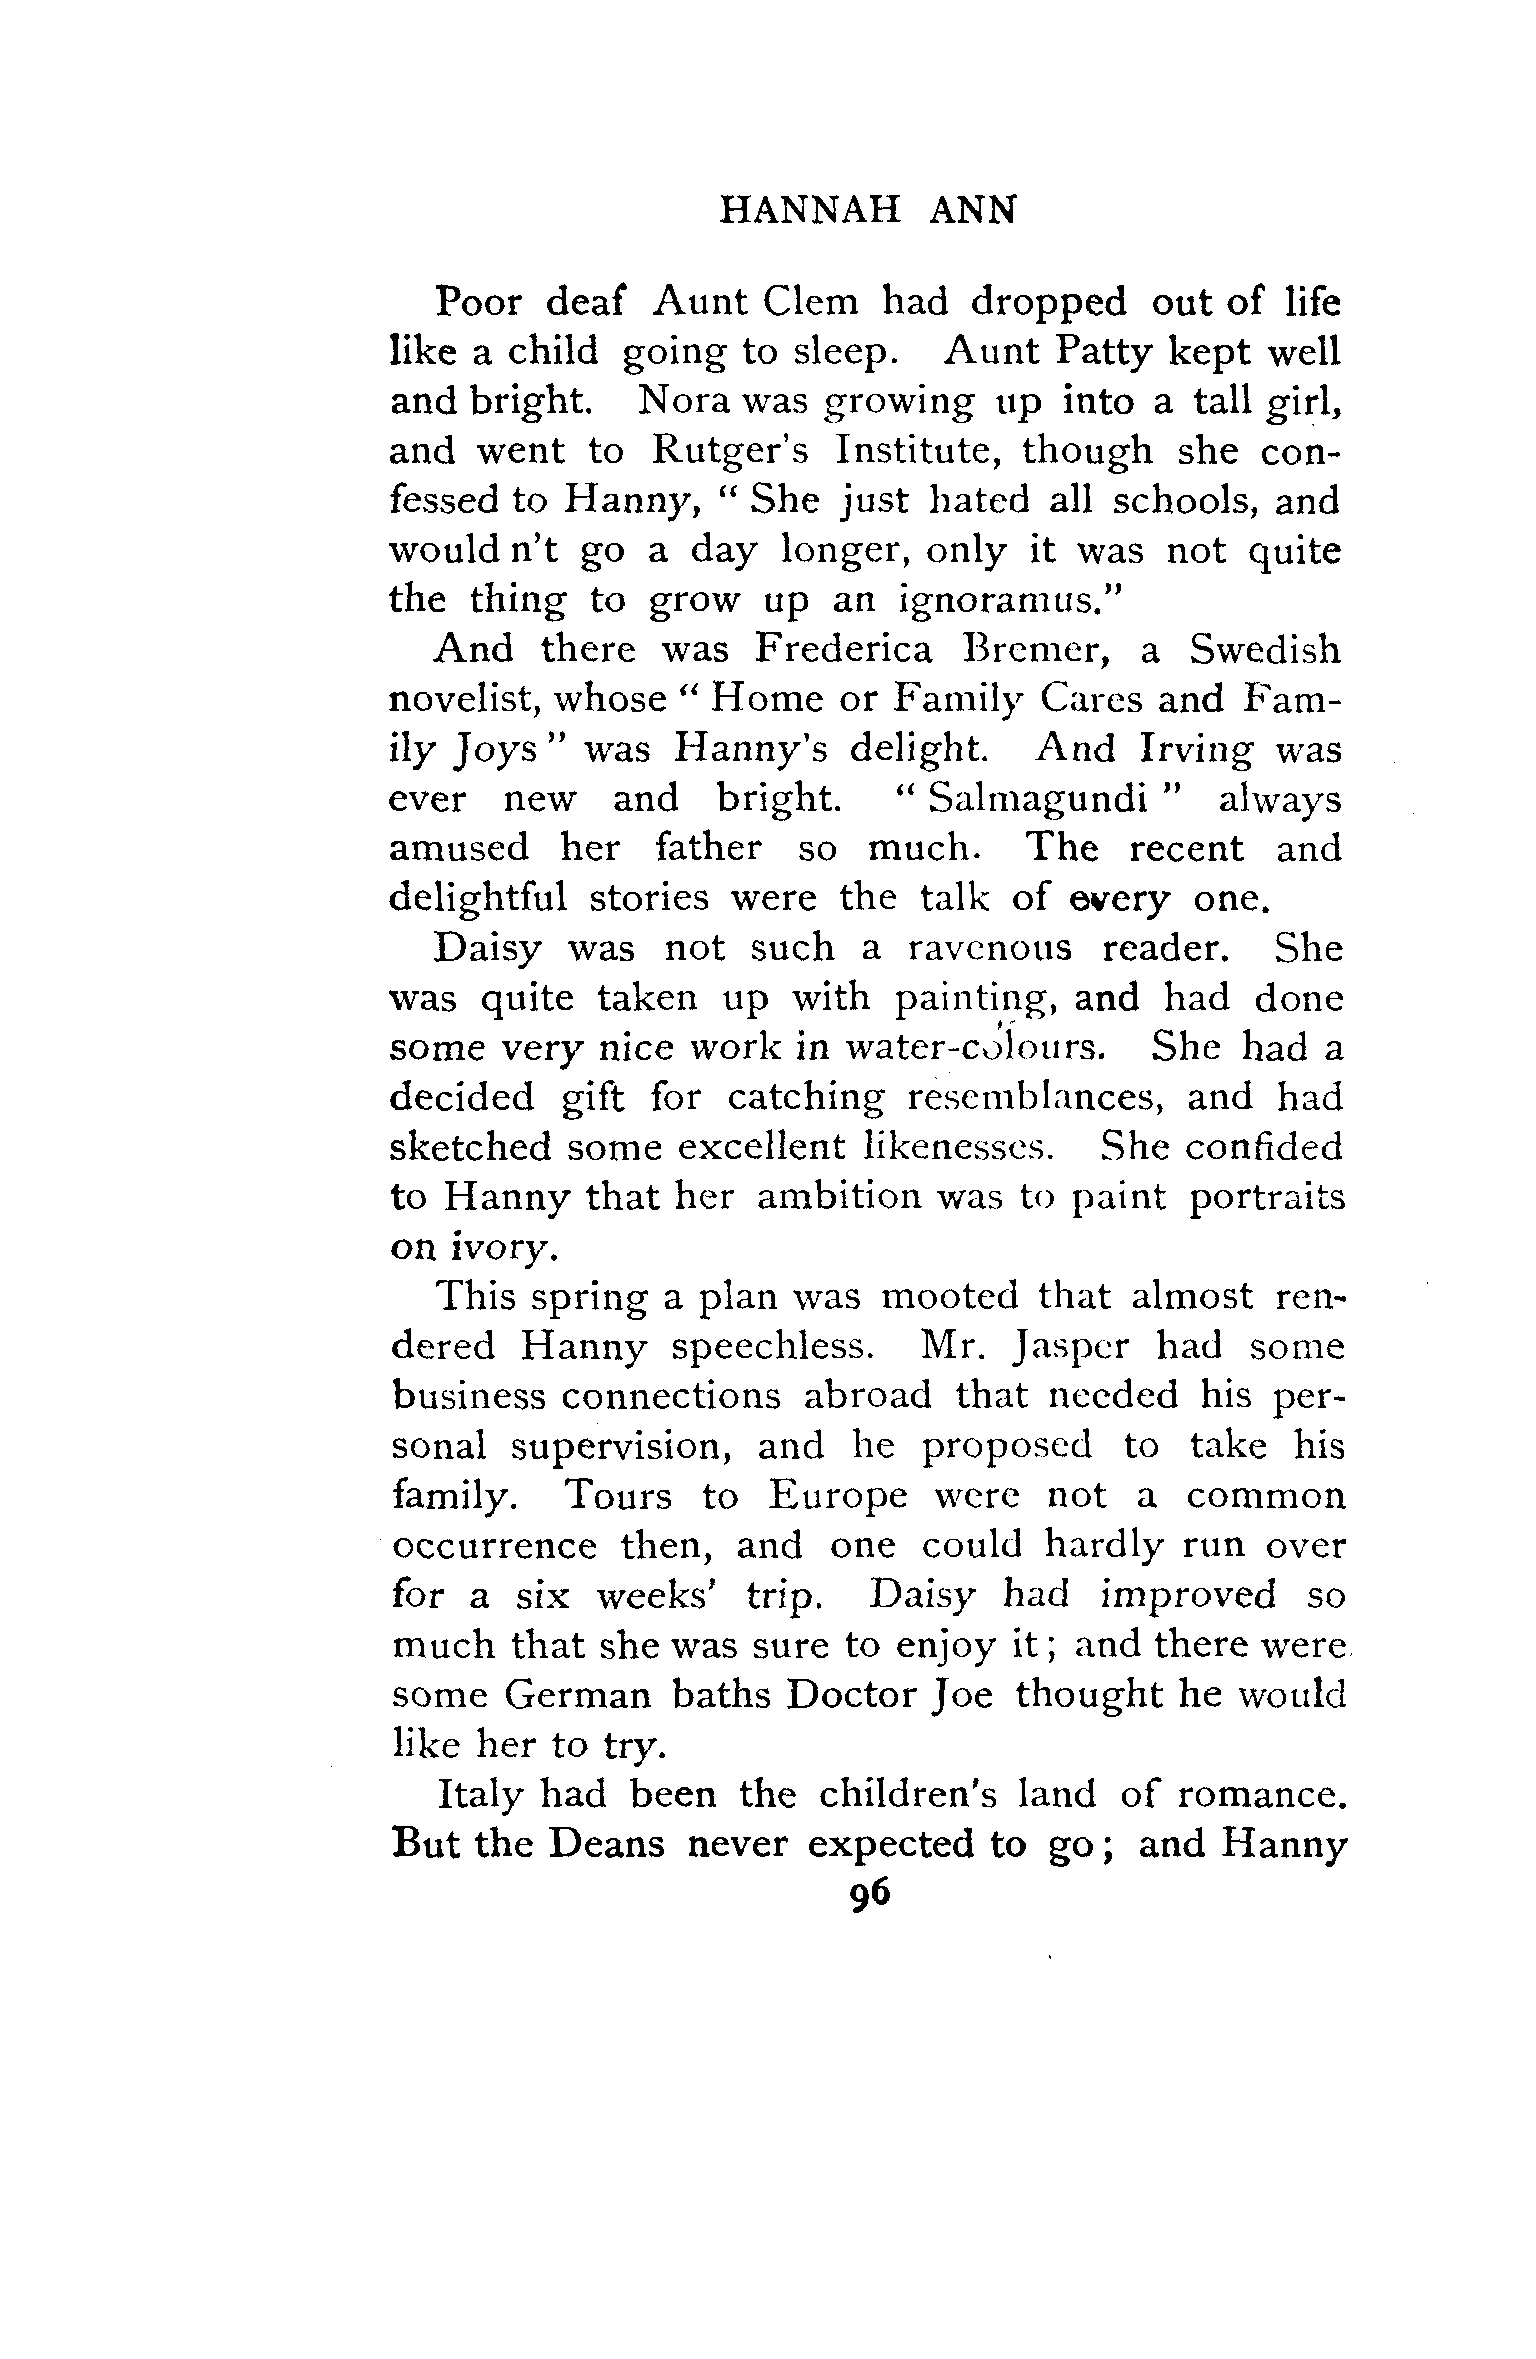 HANNAH ANN
Poor deaf Aunt Clem had dropped out of life
like a child going to sleep. Aunt Patty kept well
and bright. Nora was growing up into a tall girl,
and went to Rutger's Institute, though she con-
fessed to Hanny, " She just hated all schools, and
would n't go a day longer, only it was not quite
the thing to grow up an ignoramus."
And there was Frederica Bremer, a Swedish
novelist, whose " Home or Family Cares and Fam-
ily Joys " was Hanny's delight. And Irving was
ever new and bright. " Salmagundi " always
amused her father so much. The recent and
delightful stories were the talk of every one.
Daisy was not such a ravenous reader. She
was quite taken up with painting, and had done
some very nice work in water-colours. She had a
decided gift for catching resemblances, and had
sketched some excellent likenesses. She confided
to Hanny that her ambition was to paint portraits
on ivory.
This spring a plan was mooted that almost ren-
dered Hanny speechless. Mr. Jasper had some
business connections abroad that needed his per-
sonal supervision, and he proposed to take his
family. Tours to Europe were not a common
occurrence then, and one could hardly run over
for a six weeks' trip. Daisy had improved so
much that she was sure to enjoy it ; and there were
some German baths Doctor Joe thought he would
like her to try.
Italy had been the children's land of romance.
But the Deans never expected to go ; and Hanny
96